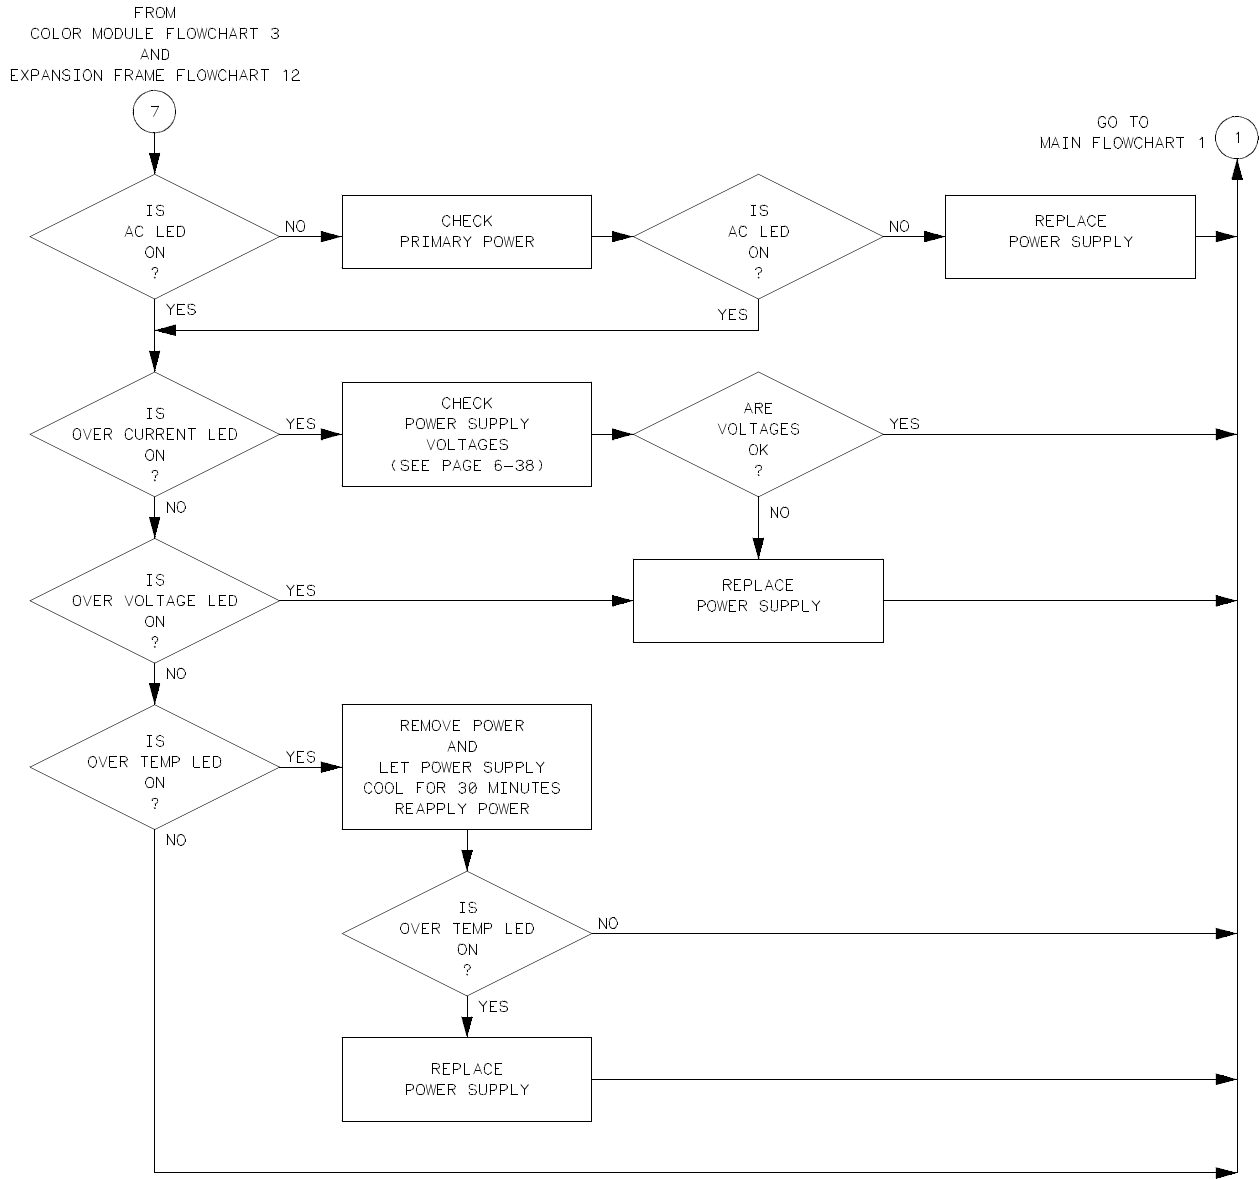 FROM
COLOR MODULE FLOWCHART 3
AND
EXPANSION FRAME FLOWCHART 12
7
GO TO
MAIN FLOWCHART 1
1
IS
AC LED
ON
?
NO
CHECK
PRIMARY POWER
IS
AC LED
ON
?
NO
REPLACE
POWER SUPPLY
YES
YES
IS
OVER CURRENT LED
ON
?
YES
CHECK
POWER SUPPLY
VOLTAGES
(SEE PAGE 6-38)
ARE
VOLTAGES
OK
?
YES
NO
NO
IS
OVER VOLTAGE LED
ON
?
YES
REPLACE
POWER SUPPLY
NO
IS
OVER TEMP LED
ON
?
YES
REMOVE POWER
AND
LET POWER SUPPLY
COOL FOR 30 MINUTES
REAPPLY POWER
NO
IS
OVER TEMP LED
ON
?
NO
YES
REPLACE
POWER SUPPLY